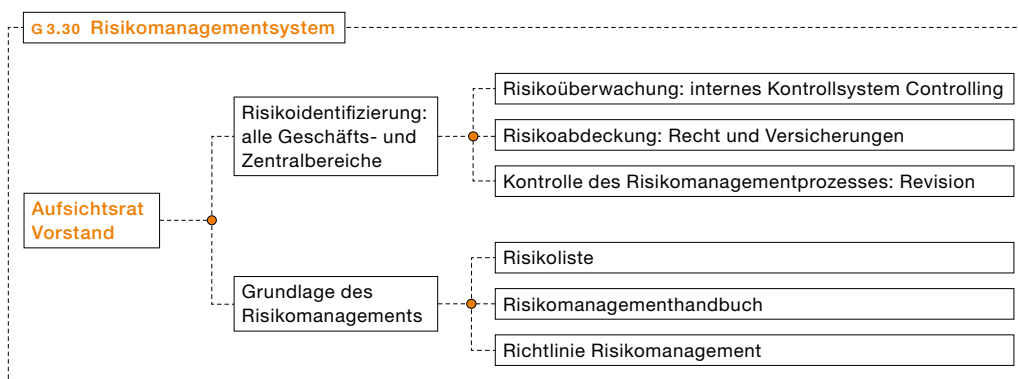 G 3.30 Risikomanagementsystem
Aufsichtsrat
Vorstand
Risikoidentifizierung:
alle Geschäfts- und
Zentralbereiche
Risikoüberwachung: internes Kontrollsystem Controlling
Risikoabdeckung: Recht und Versicherungen
Kontrolle des Risikomanagementprozesses: Revision
Grundlage des
Risikomanagements
Risikoliste
Risikomanagementhandbuch
Richtlinie Risikomanagement